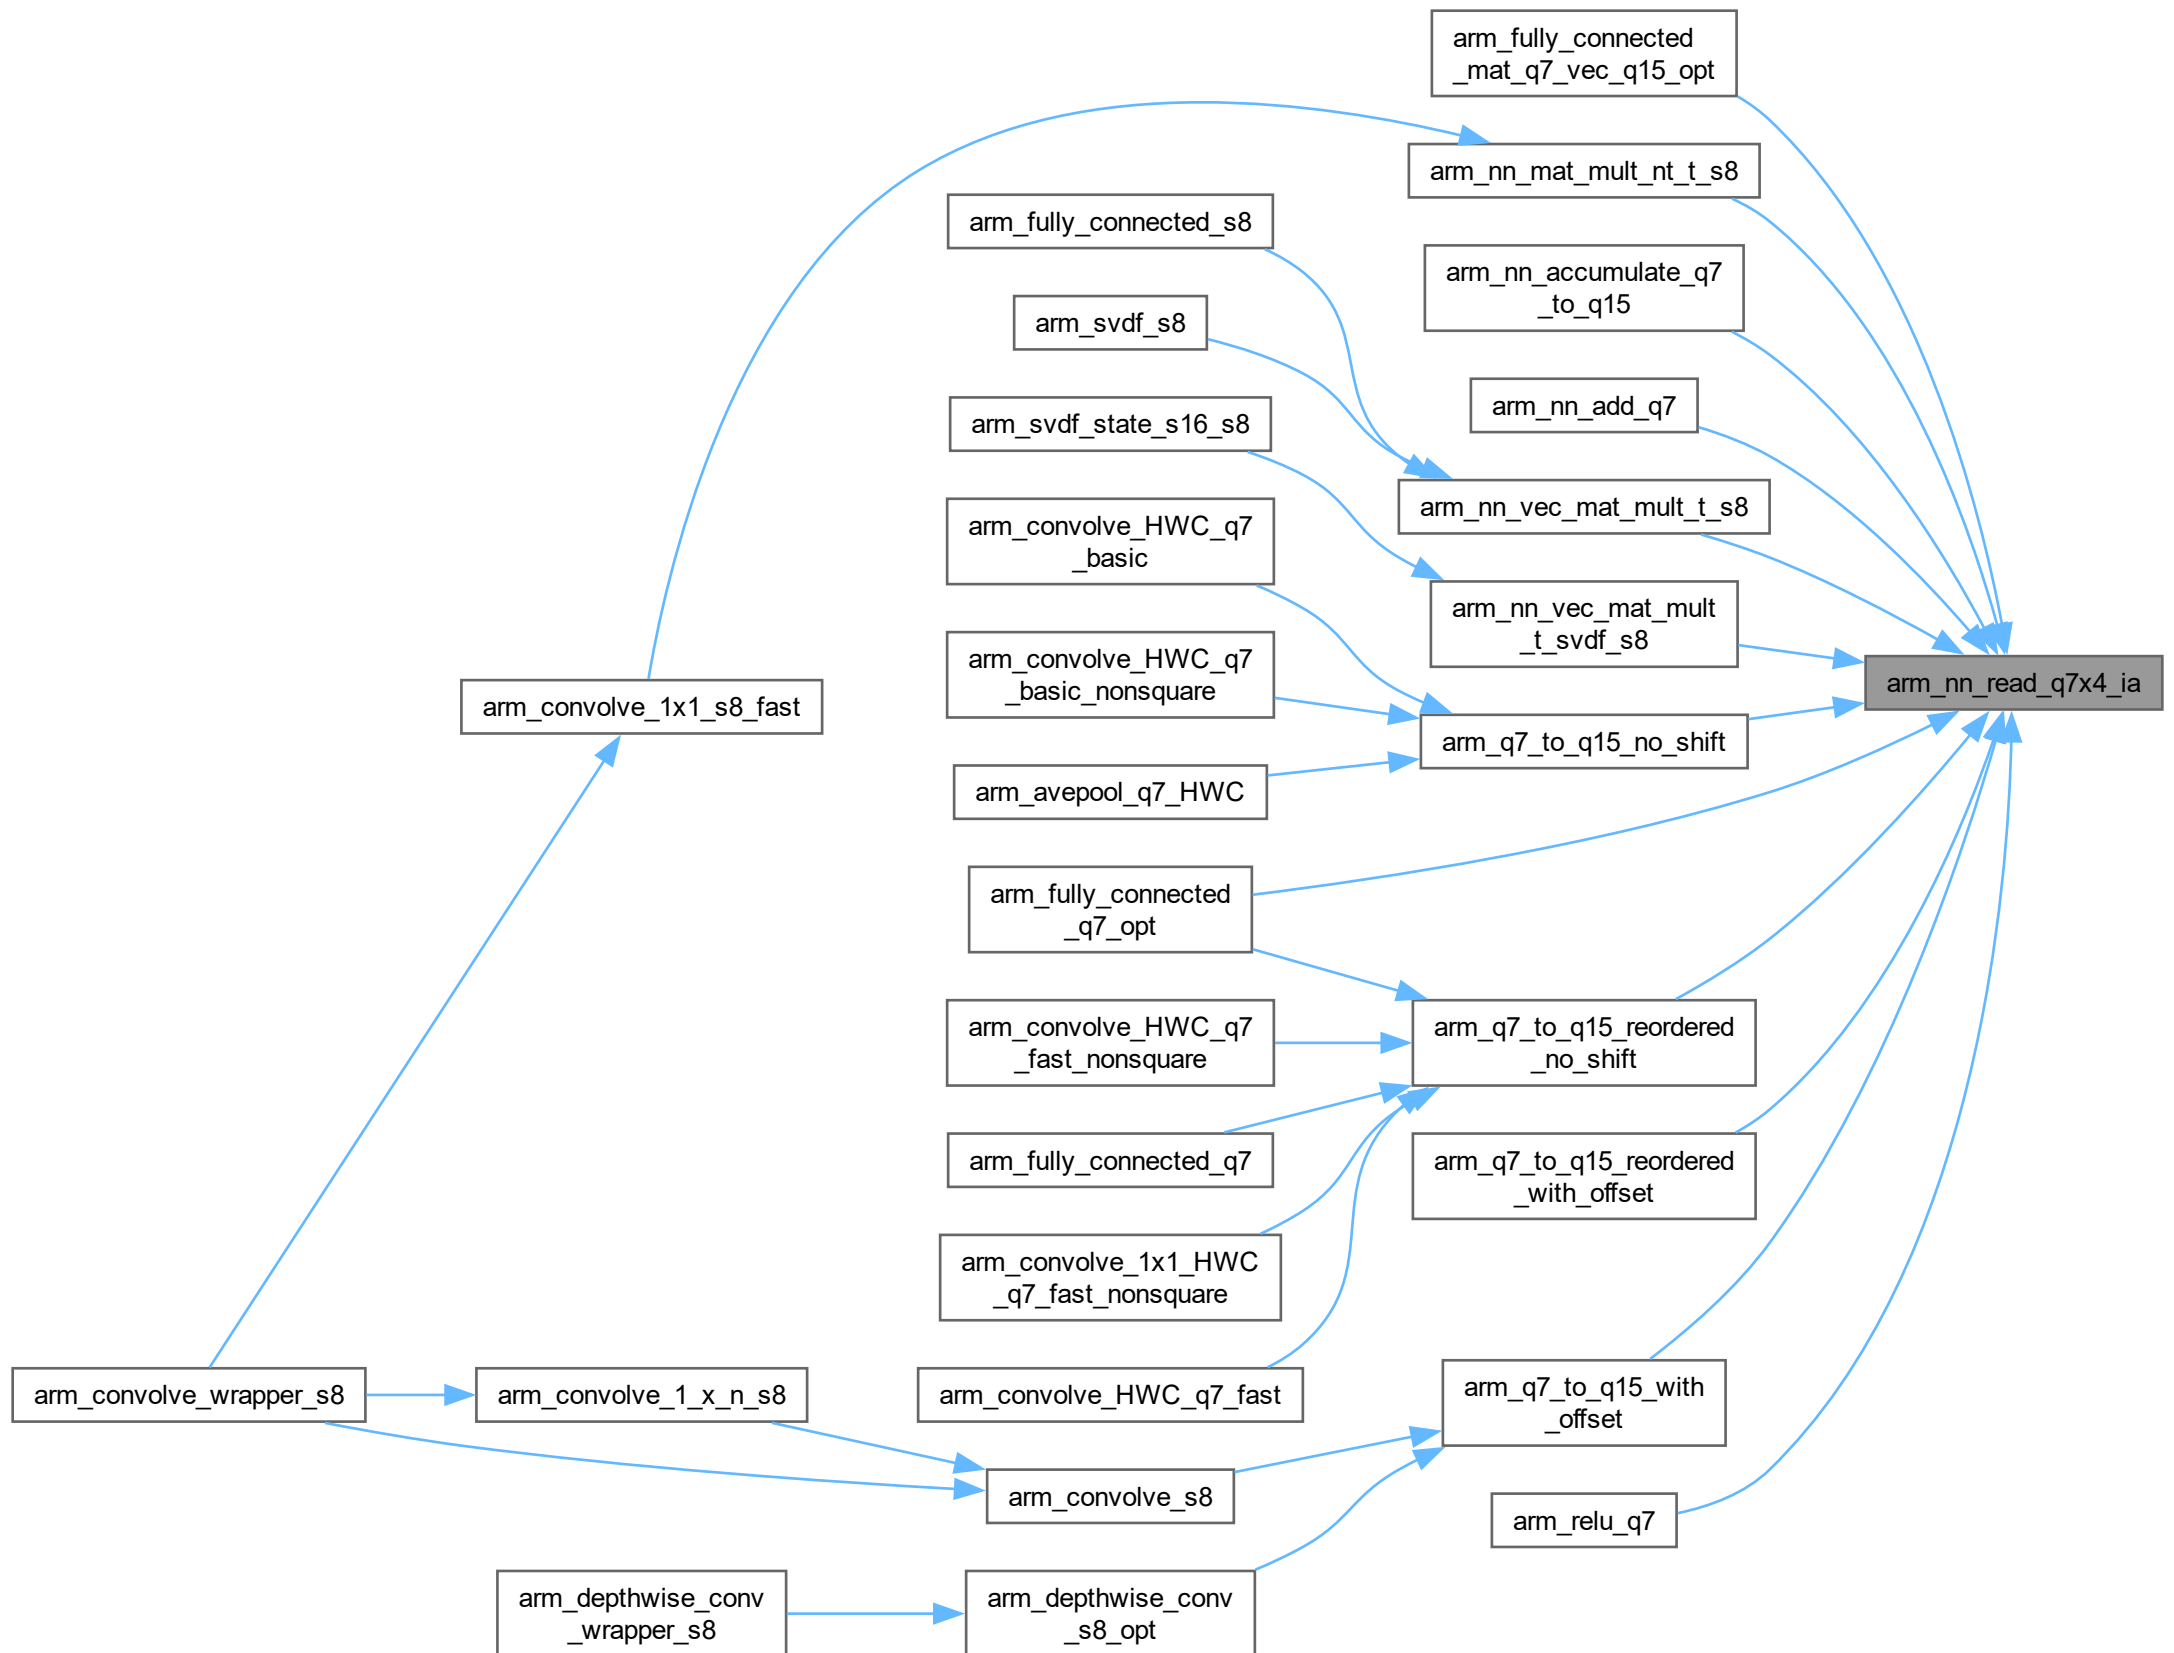 arm_fully_connected
_mat_q7_vec_q15_opt
arm_nn_mat_mult_nt_t_s8
arm_fully_connected_s8
arm_nn_accumulate_q7
_to_q15
arm_svdf_s8
arm_nn_add_q7
arm_svdf_state_s16_s8
arm_nn_vec_mat_mult_t_s8
arm_convolve_HWC_q7
_basic
arm_nn_vec_mat_mult
_t_svdf_s8
arm_convolve_HWC_q7
_basic_nonsquare
arm_nn_read_q7x4_ia
arm_convolve_1x1_s8_fast
arm_q7_to_q15_no_shift
arm_avepool_q7_HWC
arm_fully_connected
_q7_opt
arm_convolve_HWC_q7
_fast_nonsquare
arm_q7_to_q15_reordered
_no_shift
arm_fully_connected_q7
arm_q7_to_q15_reordered
_with_offset
arm_convolve_1x1_HWC
_q7_fast_nonsquare
arm_convolve_wrapper_s8
arm_convolve_1_x_n_s8
arm_convolve_HWC_q7_fast
arm_q7_to_q15_with
_offset
arm_convolve_s8
arm_relu_q7
arm_depthwise_conv
_wrapper_s8
arm_depthwise_conv
_s8_opt